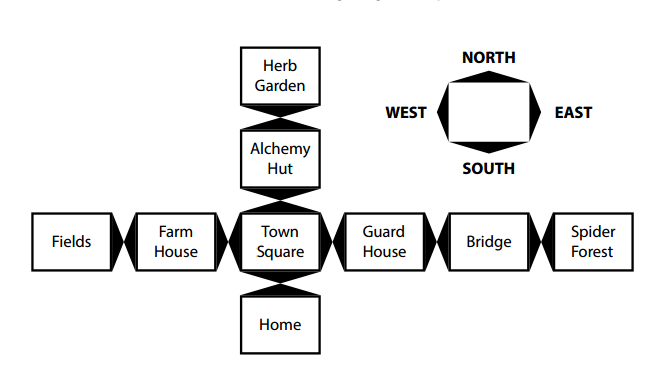 NORTH
Herb
Garden
WEST
EAST
Alchemy
Hut
SOUTH
Fields
Farm
House
Town
Square
Guard
House
Bridge
Spider
Forest
Home